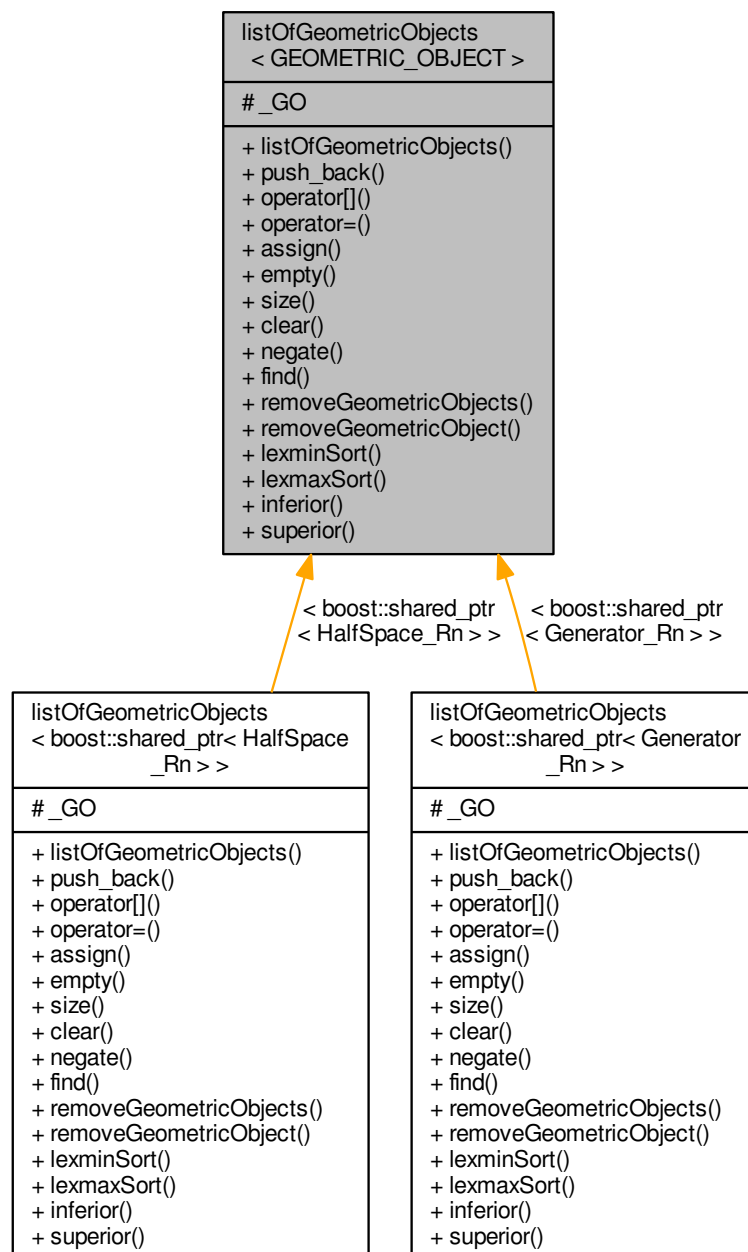 listOfGeometricObjects
< GEOMETRIC_OBJECT >
# _GO
+ listOfGeometricObjects()
+ push_back()
+ operator[]()
+ operator=()
+ assign()
+ empty()
+ size()
+ clear()
+ negate()
+ find()
+ removeGeometricObjects()
+ removeGeometricObject()
+ lexminSort()
+ lexmaxSort()
+ inferior()
+ superior()
< boost::shared_ptr
< HalfSpace_Rn > >
< boost::shared_ptr
< Generator_Rn > >
listOfGeometricObjects
< boost::shared_ptr< HalfSpace
_Rn > >
# _GO
+ listOfGeometricObjects()
+ push_back()
+ operator[]()
+ operator=()
+ assign()
+ empty()
+ size()
+ clear()
+ negate()
+ find()
+ removeGeometricObjects()
+ removeGeometricObject()
+ lexminSort()
+ lexmaxSort()
+ inferior()
+ superior()
listOfGeometricObjects
< boost::shared_ptr< Generator
_Rn > >
# _GO
+ listOfGeometricObjects()
+ push_back()
+ operator[]()
+ operator=()
+ assign()
+ empty()
+ size()
+ clear()
+ negate()
+ find()
+ removeGeometricObjects()
+ removeGeometricObject()
+ lexminSort()
+ lexmaxSort()
+ inferior()
+ superior()